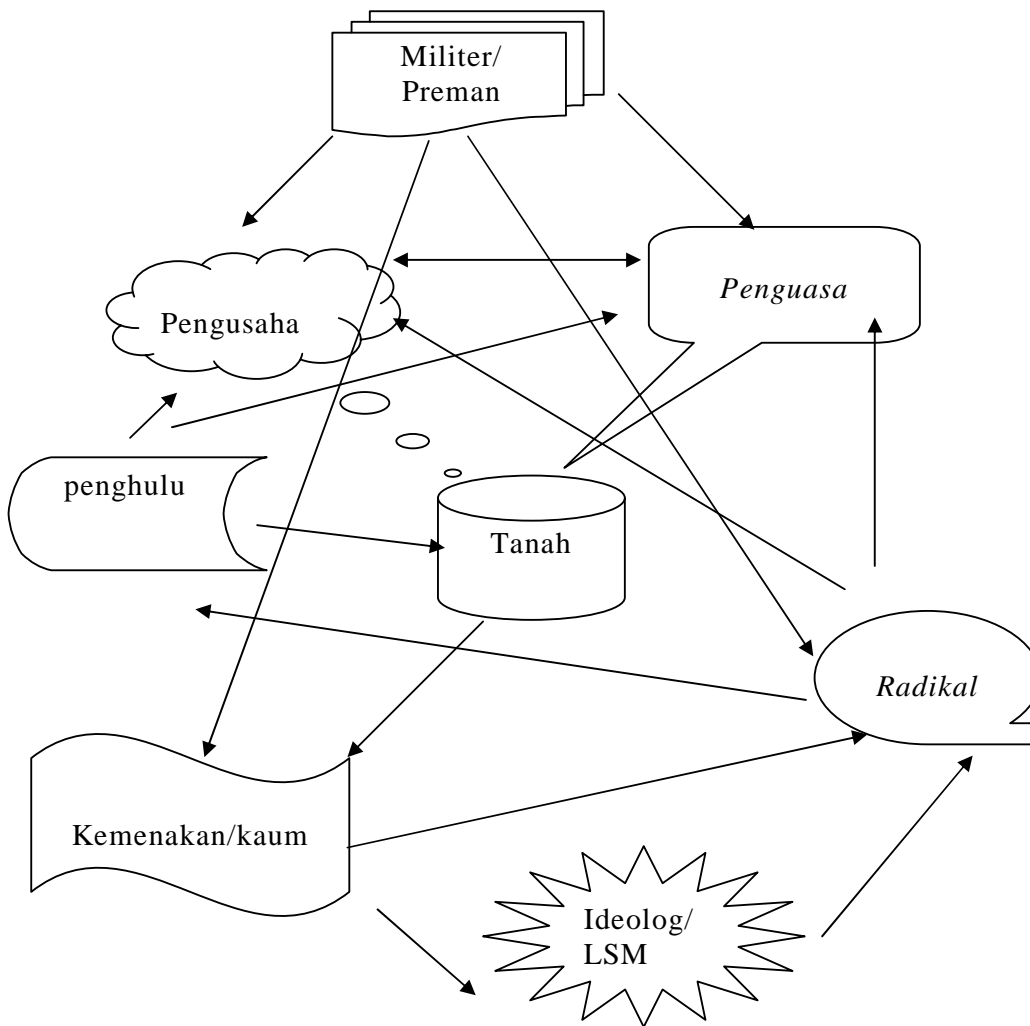 Militer/
Preman
Penguasa
Pengusaha
penghulu
Tanah
Radikal
Kemenakan/kaum
Ideolog/
LSM